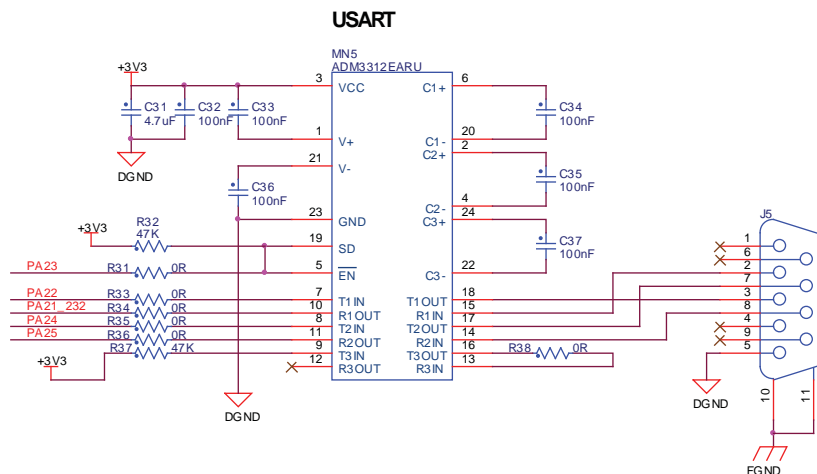 USART
MN5
ADM3312EARU
+3V3
3 VCC C1+ 6
C31 4.7uF
C32 100nF
C33 100nF
C34 100nF
1 V+ C1- 20
C2+ 2
21 V-
DGND
C35 100nF
C36 100nF
C2- 4
23 GND C3+ 24
R32 47K
+3V3
19 SD
C37 100nF
PA23 R31 0R 5 EN C3- 22
PA22 R33 0R 7 T1IN T1OUT 18
PA21_232 R34 0R 10 R1OUT R1IN 15
PA24 R35 0R 8 T2IN T2OUT 17
PA25 R36 0R 11 R2OUT R2IN 14
+3V3 R37 47K 9 T3IN T3OUT 16 R38 0R
12 R3OUT R3IN 13
DGND
J5
1
6
2
7
3
8
4
9
5
DGND
10
11
FGND